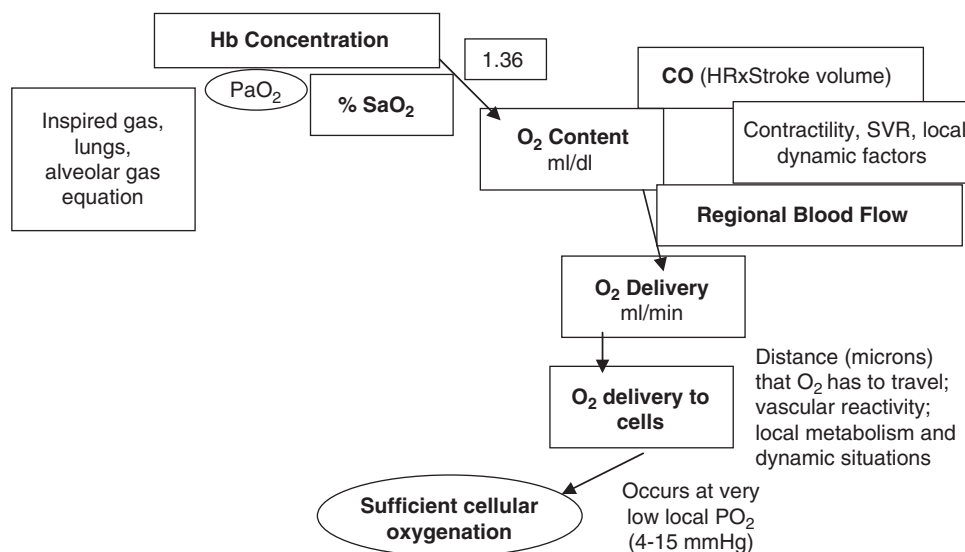 Hb Concentration
1.36
PaO₂
% SaO₂
Inspired gas,
lungs,
alveolar gas
equation
O₂ Content
ml/dl
CO (HRxStroke volume)
Contractility, SVR, local
dynamic factors
Regional Blood Flow
O₂ Delivery
ml/min
O₂ delivery to
cells
Distance (microns)
that O₂ has to travel;
vascular reactivity;
local metabolism and
dynamic situations
Sufficient cellular
oxygenation
Occurs at very
low local PO₂
(4-15 mmHg)